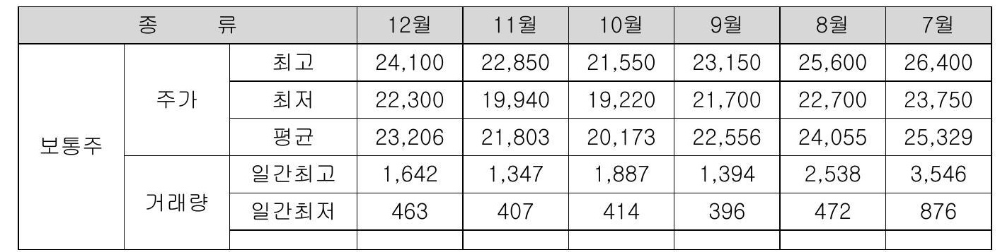 종 류 12월 11월 10월 9월 8월 7월
보통주 주가 최고 24,100 22,850 21,550 23,150 25,600 26,400
최저 22,300 19,940 19,220 21,700 22,700 23,750
평균 23,206 21,803 20,173 22,556 24,055 25,329
거래량 일간최고 1,642 1,347 1,887 1,394 2,538 3,546
일간최저 463 407 414 396 472 876